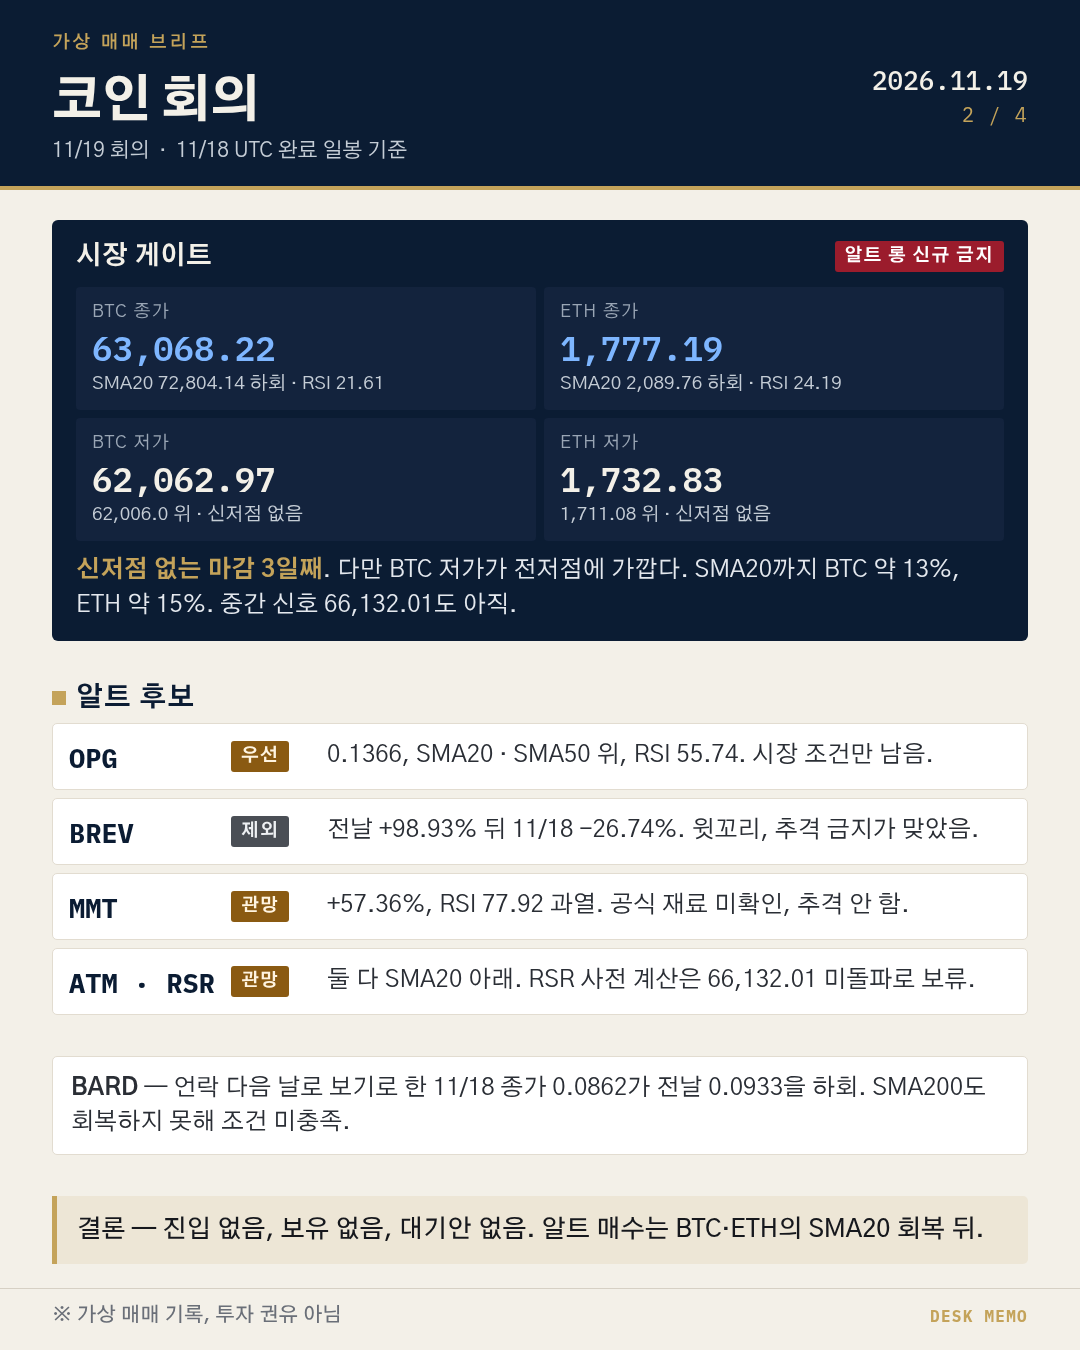 가상 매매 브리프
코인 회의
11/19 회의 · 11/18 UTC 완료 일봉 기준
2026.11.19
2 / 4
시장 게이트
알트 롱 신규 금지
BTC 종가
63,068.22
SMA20 72,804.14 하회 · RSI 21.61
ETH 종가
1,777.19
SMA20 2,089.76 하회 · RSI 24.19
BTC 저가
62,062.97
62,006.0 위 · 신저점 없음
ETH 저가
1,732.83
1,711.08 위 · 신저점 없음
신저점 없는 마감 3일째. 다만 BTC 저가가 전저점에 가깝다. SMA20까지 BTC 약 13%,
ETH 약 15%. 중간 신호 66,132.01도 아직.
알트 후보
OPG 우선 0.1366, SMA20 · SMA50 위, RSI 55.74. 시장 조건만 남음.
BREV 제외 전날 +98.93% 뒤 11/18 −26.74%. 윗꼬리, 추격 금지가 맞았음.
MMT 관망 +57.36%, RSI 77.92 과열. 공식 재료 미확인, 추격 안 함.
ATM · RSR 관망 둘 다 SMA20 아래. RSR 사전 계산은 66,132.01 미돌파로 보류.
BARD — 언락 다음 날로 보기로 한 11/18 종가 0.0862가 전날 0.0933을 하회. SMA200도
회복하지 못해 조건 미충족.
결론 — 진입 없음, 보유 없음, 대기안 없음. 알트 매수는 BTC·ETH의 SMA20 회복 뒤.
※ 가상 매매 기록, 투자 권유 아님
DESK MEMO